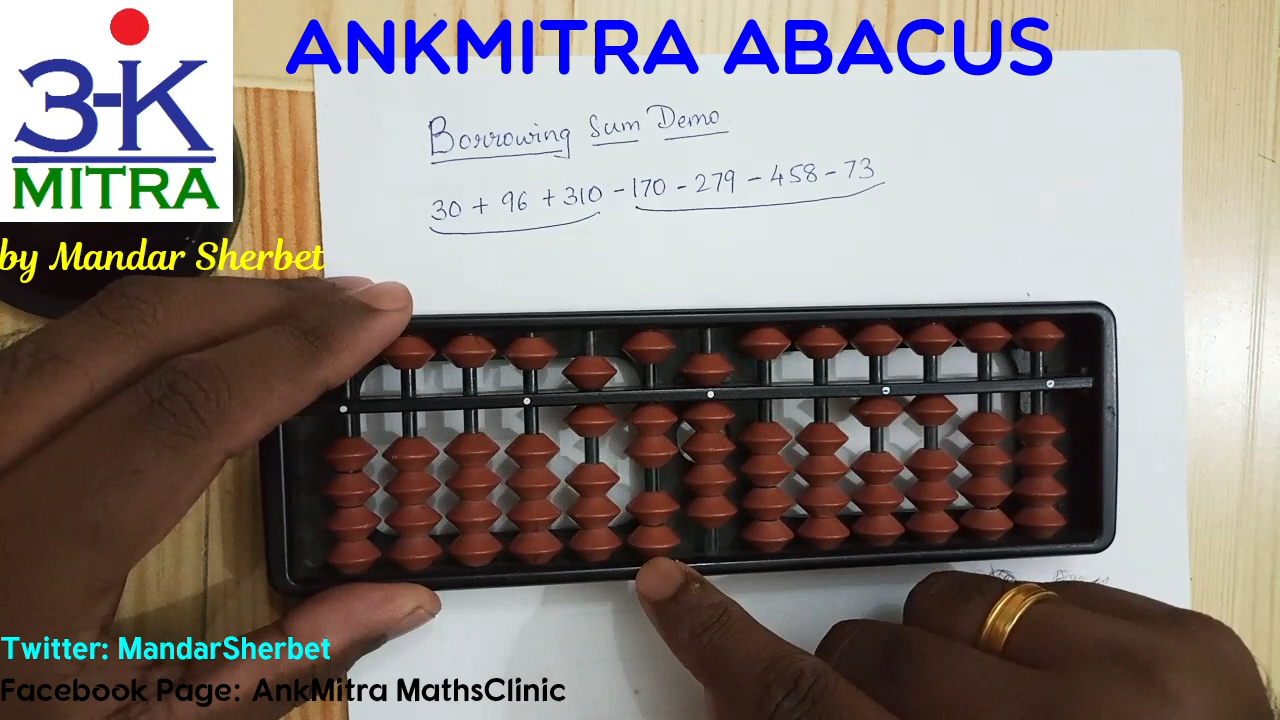 ANKMITRA ABACUS
3-K
MITRA
by Mandar Sherbet
Borrowing Sum Demo
30 + 96 + 310 - 170 - 279 - 458 - 73
Twitter: MandarSherbet
Facebook Page: AnkMitra MathsClinic